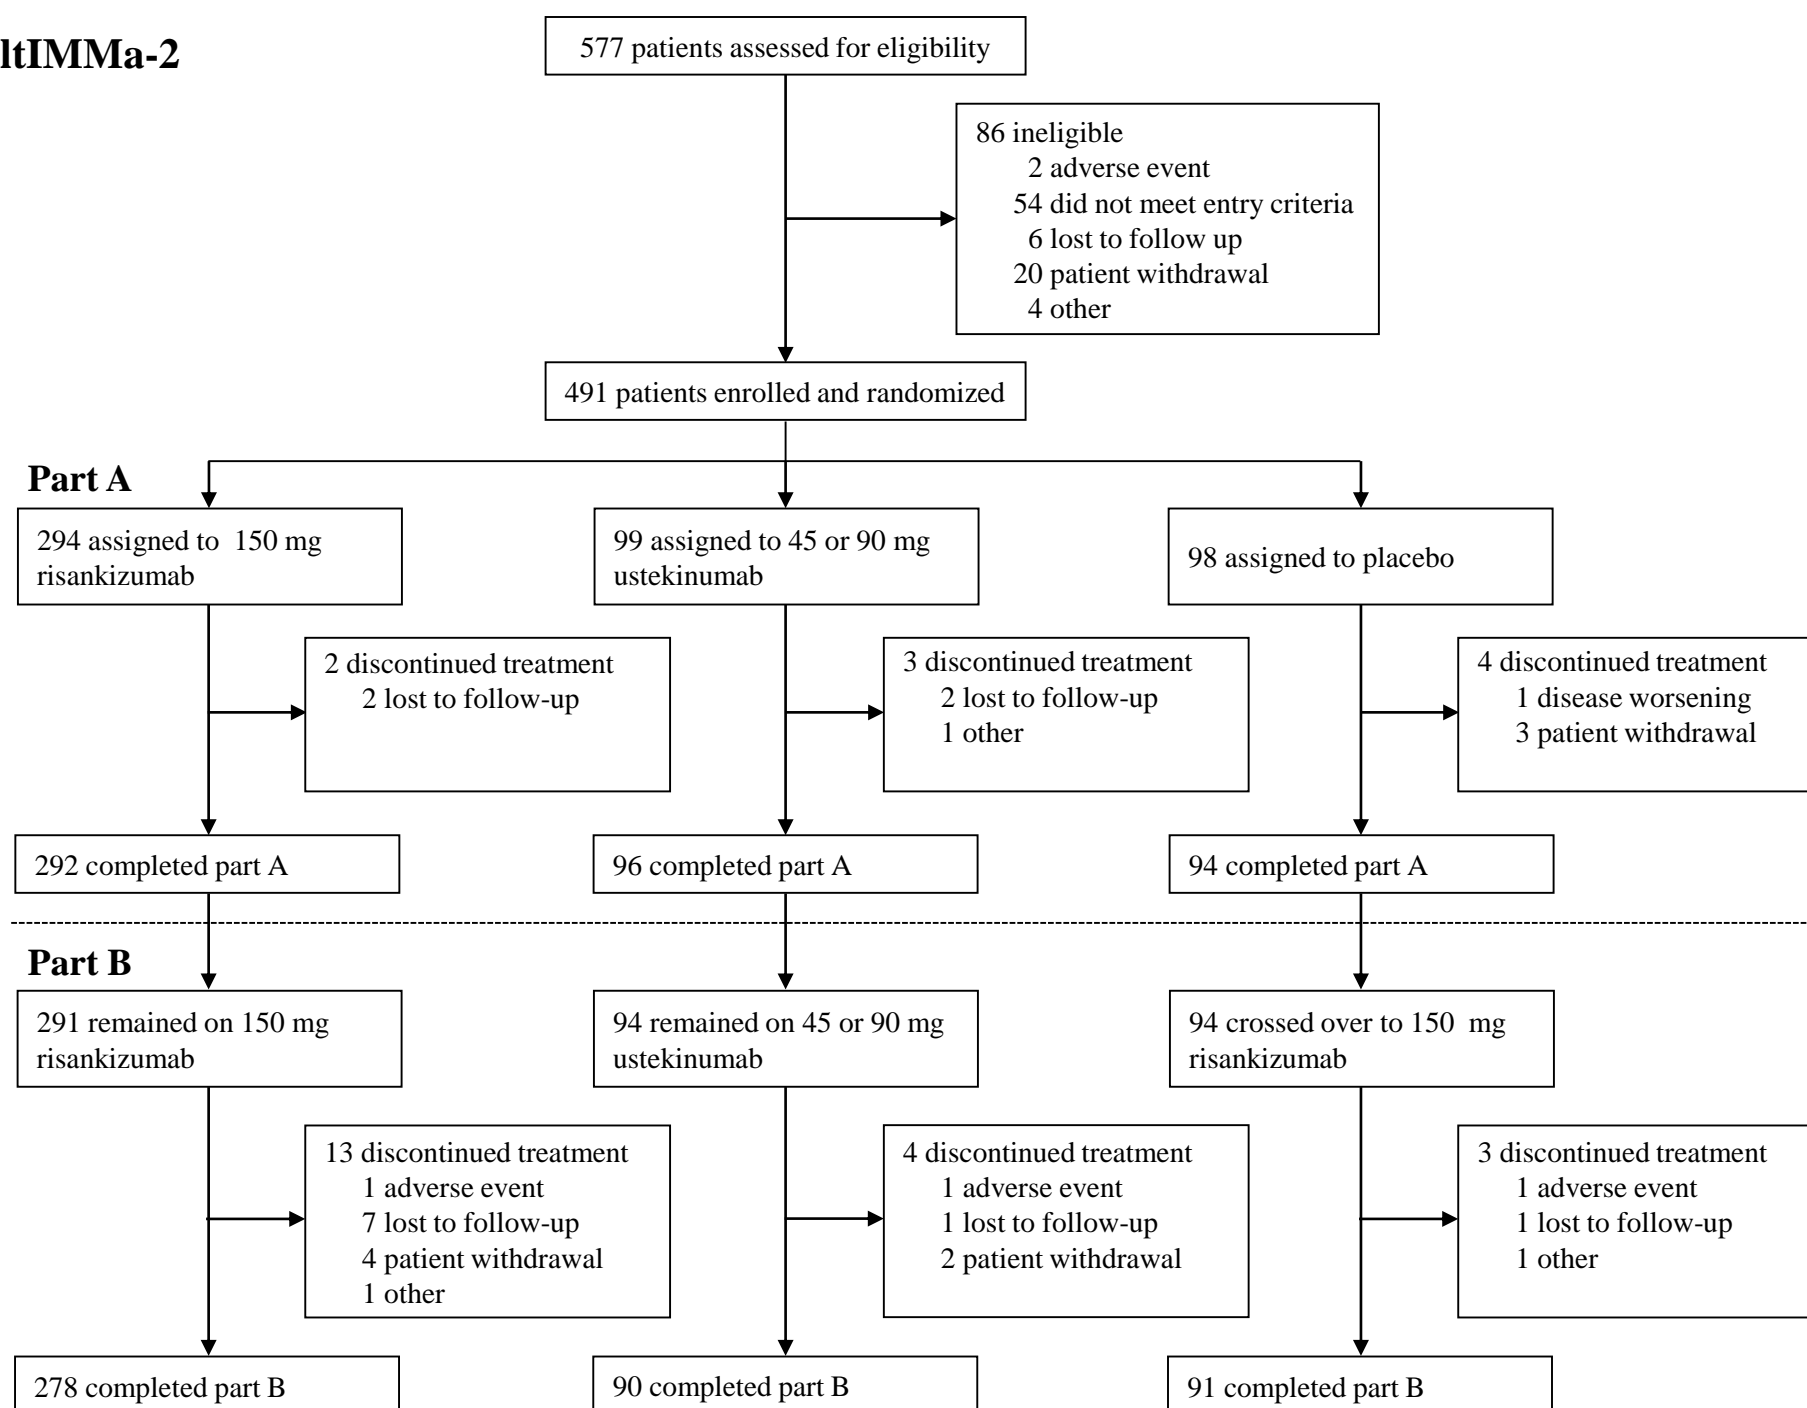 ltIMMa-2
577 patients assessed for eligibility
86 ineligible
2 adverse event
54 did not meet entry criteria
6 lost to follow up
20 patient withdrawal
4 other
491 patients enrolled and randomized
Part A
294 assigned to 150 mg
risankizumab
99 assigned to 45 or 90 mg
ustekinumab
98 assigned to placebo
2 discontinued treatment
2 lost to follow-up
3 discontinued treatment
2 lost to follow-up
1 other
4 discontinued treatment
1 disease worsening
3 patient withdrawal
292 completed part A
96 completed part A
94 completed part A
Part B
291 remained on 150 mg
risankizumab
94 remained on 45 or 90 mg
ustekinumab
94 crossed over to 150 mg
risankizumab
13 discontinued treatment
1 adverse event
7 lost to follow-up
4 patient withdrawal
1 other
4 discontinued treatment
1 adverse event
1 lost to follow-up
2 patient withdrawal
3 discontinued treatment
1 adverse event
1 lost to follow-up
1 other
278 completed part B
90 completed part B
91 completed part B